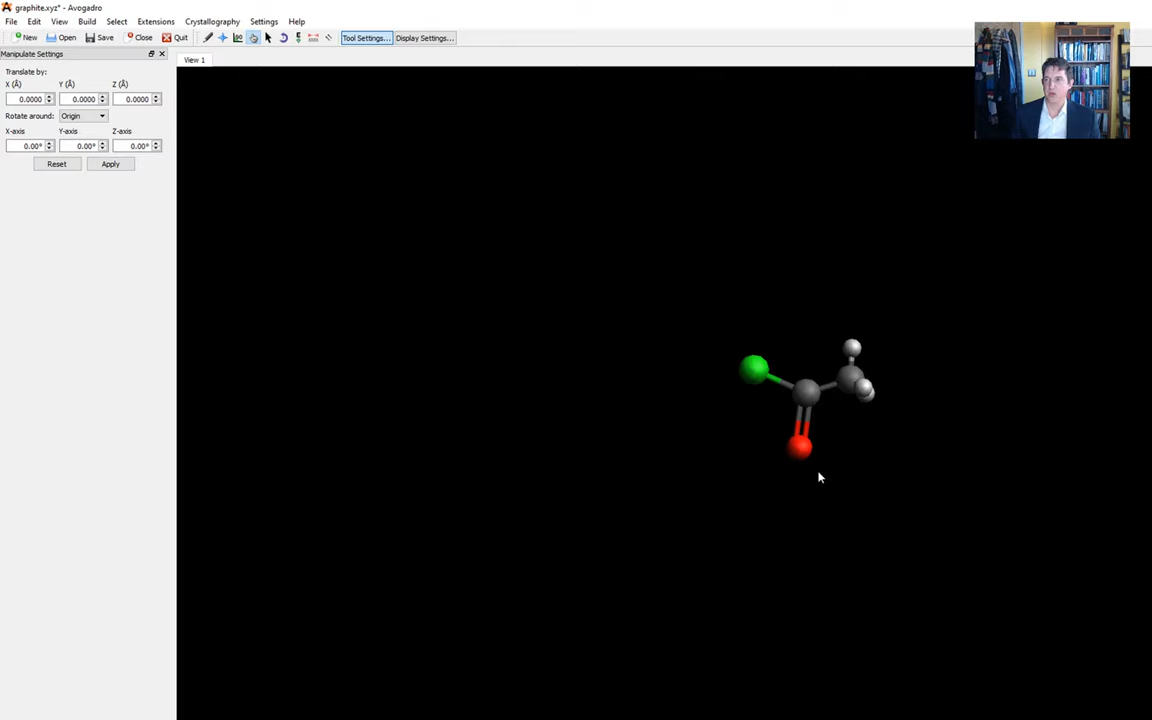 graphite.xyz* - Avogadro
File Edit View Build Select Extensions Crystallography Settings Help
New Open Save Close Quit Tool Settings... Display Settings...
Manipulate Settings
View 1
Translate by:
X (Å) Y (Å) Z (Å)
0.0000 0.0000 0.0000
Rotate around: Origin
X-axis Y-axis Z-axis
0.00° 0.00° 0.00°
Reset Apply